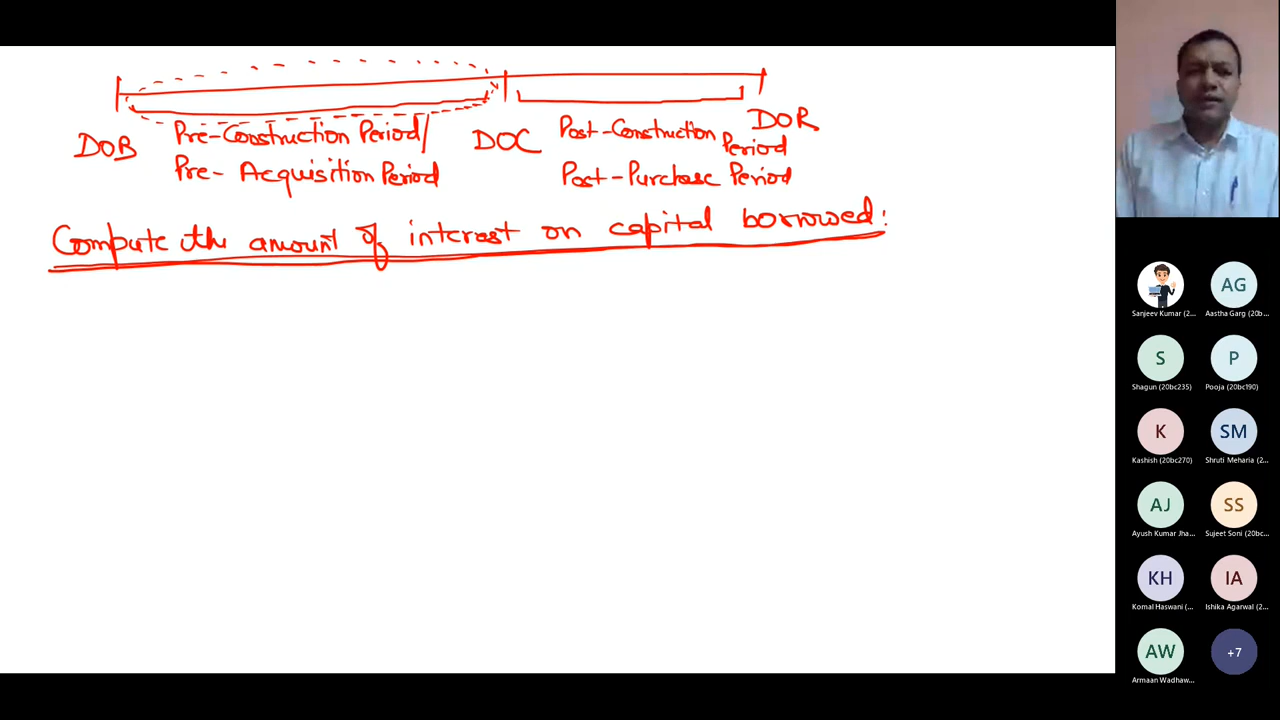 DOB Pre-Construction Period/ DOC Post-Construction Period DOR
Pre- Acquisition Period Post-Purchase Period
Compute the amount of interest on capital borrowed:
Sanjeev Kumar (2...
AG
Aastha Garg (20b...
S
Shagun (20bc235)
P
Pooja (20bc190)
K
Kashish (20bc270)
SM
Shruti Meharia (2...
AJ
Ayush Kumar Jha...
SS
Sujeet Soni (20bc...
KH
Komal Haswani (...
IA
Ishika Agarwal (2...
AW
Armaan Wadhaw...
+7